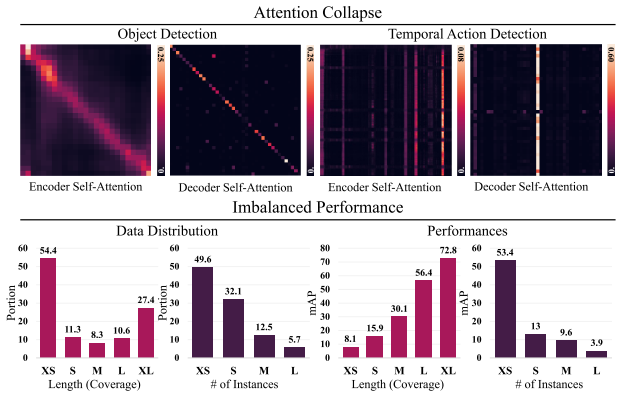 Attention Collapse
Object Detection
Temporal Action Detection
0.25
0.
0.25
0.
0.08
0.
0.60
0.
Encoder Self-Attention
Decoder Self-Attention
Encoder Self-Attention
Decoder Self-Attention
Imbalanced Performance
Data Distribution
Performances
Portion
60
50
40
30
20
10
0
54.4
11.3
8.3
10.6
27.4
XS S M L XL
Length (Coverage)
Portion
60
50
40
30
20
10
0
49.6
32.1
12.5
5.7
XS S M L
# of Instances
mAP
80
70
60
50
40
30
20
10
0
8.1
15.9
30.1
56.4
72.8
XS S M L XL
Length (Coverage)
mAP
60
50
40
30
20
10
0
53.4
13
9.6
3.9
XS S M L
# of Instances